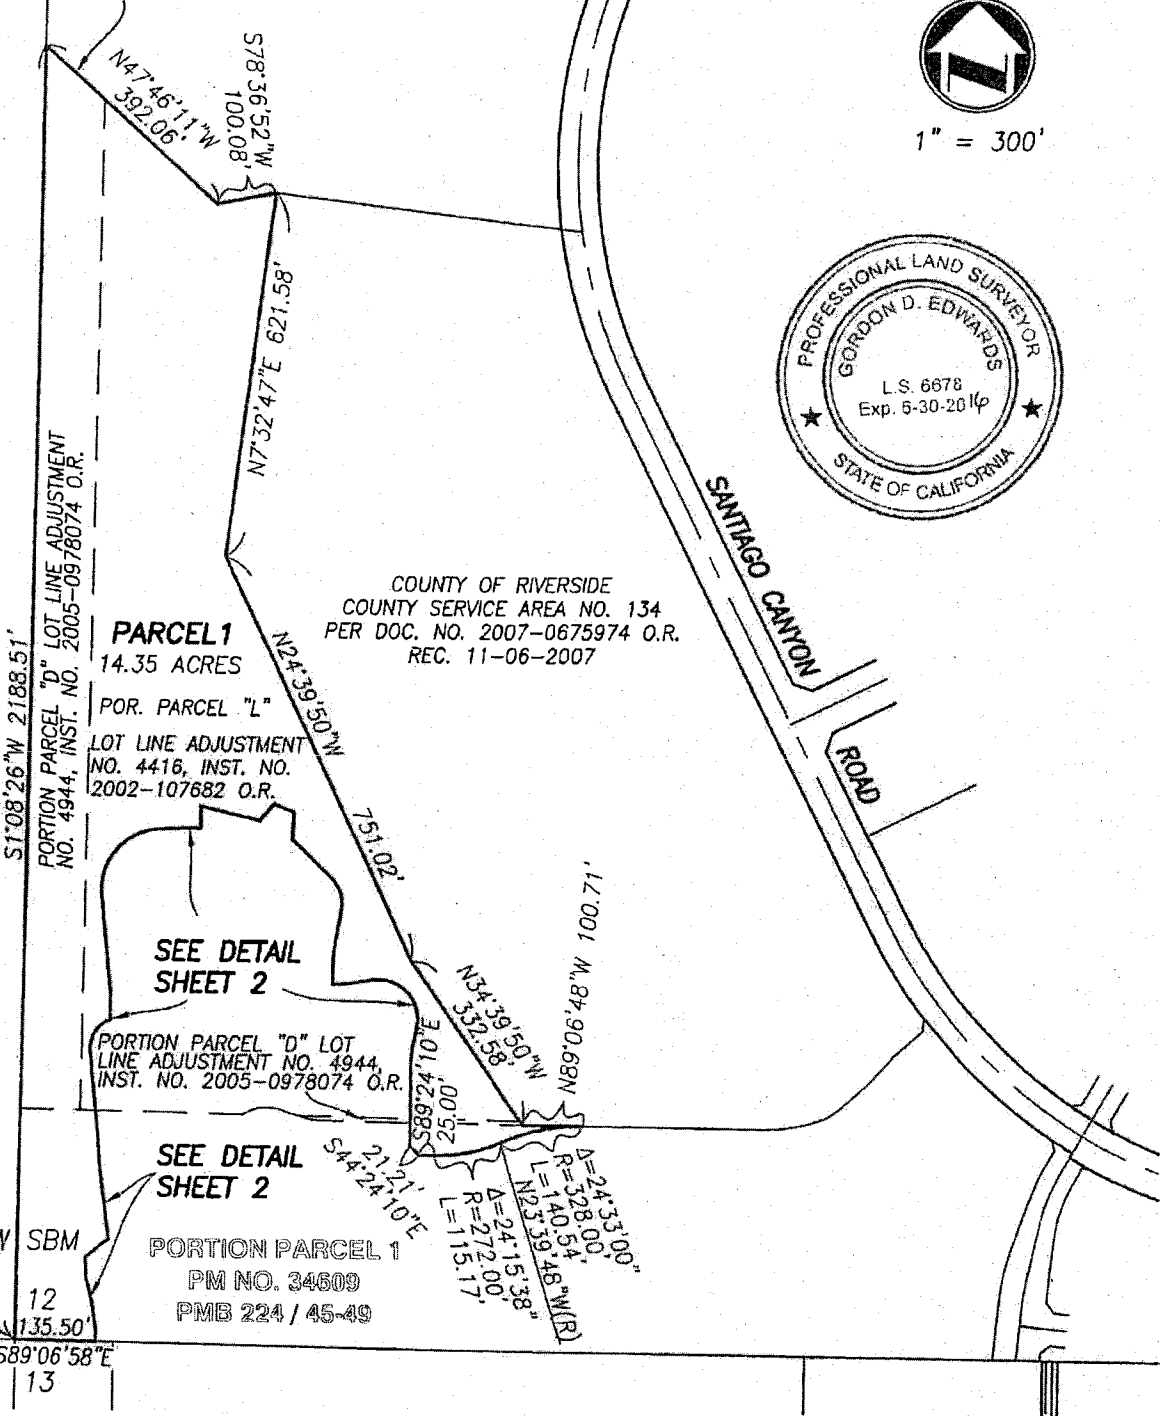 1" = 300'
N47°46'11"W
392.06'
S78°36'52"W
100.08'
PROFESSIONAL LAND SURVEYOR
GORDON D. EDWARDS
L.S. 6678
Exp. 6-30-2016
STATE OF CALIFORNIA
N7°32'47"E 621.58'
SANTIAGO CANYON
ROAD
COUNTY OF RIVERSIDE
COUNTY SERVICE AREA NO. 134
PER DOC. NO. 2007-0675974 O.R.
REC. 11-06-2007
S1°08'26"W 2188.51'
PORTION PARCEL "D" LOT LINE ADJUSTMENT
NO. 4944, INST. NO. 2005-0978074 O.R.
PARCEL 1
14.35 ACRES
POR. PARCEL "L"
LOT LINE ADJUSTMENT
NO. 4416, INST. NO.
2002-107682 O.R.
N24°39'50"W
751.02'
SEE DETAIL
SHEET 2
N34°39'50"W
332.58'
N89°06'48"W 100.71'
PORTION PARCEL "D" LOT
LINE ADJUSTMENT NO. 4944,
INST. NO. 2005-0978074 O.R.
S89°24'10"E
25.00'
21.21'
S44°24'10"E
SEE DETAIL
SHEET 2
Δ=24°33'00"
R=328.00'
L=140.54'
N23°39'48"W(R)
Δ=24°15'38"
R=272.00'
L=115.17'
SBM
PORTION PARCEL 1
PM NO. 34609
PMB 224 / 45-49
12
135.50'
S89°06'58"E
13